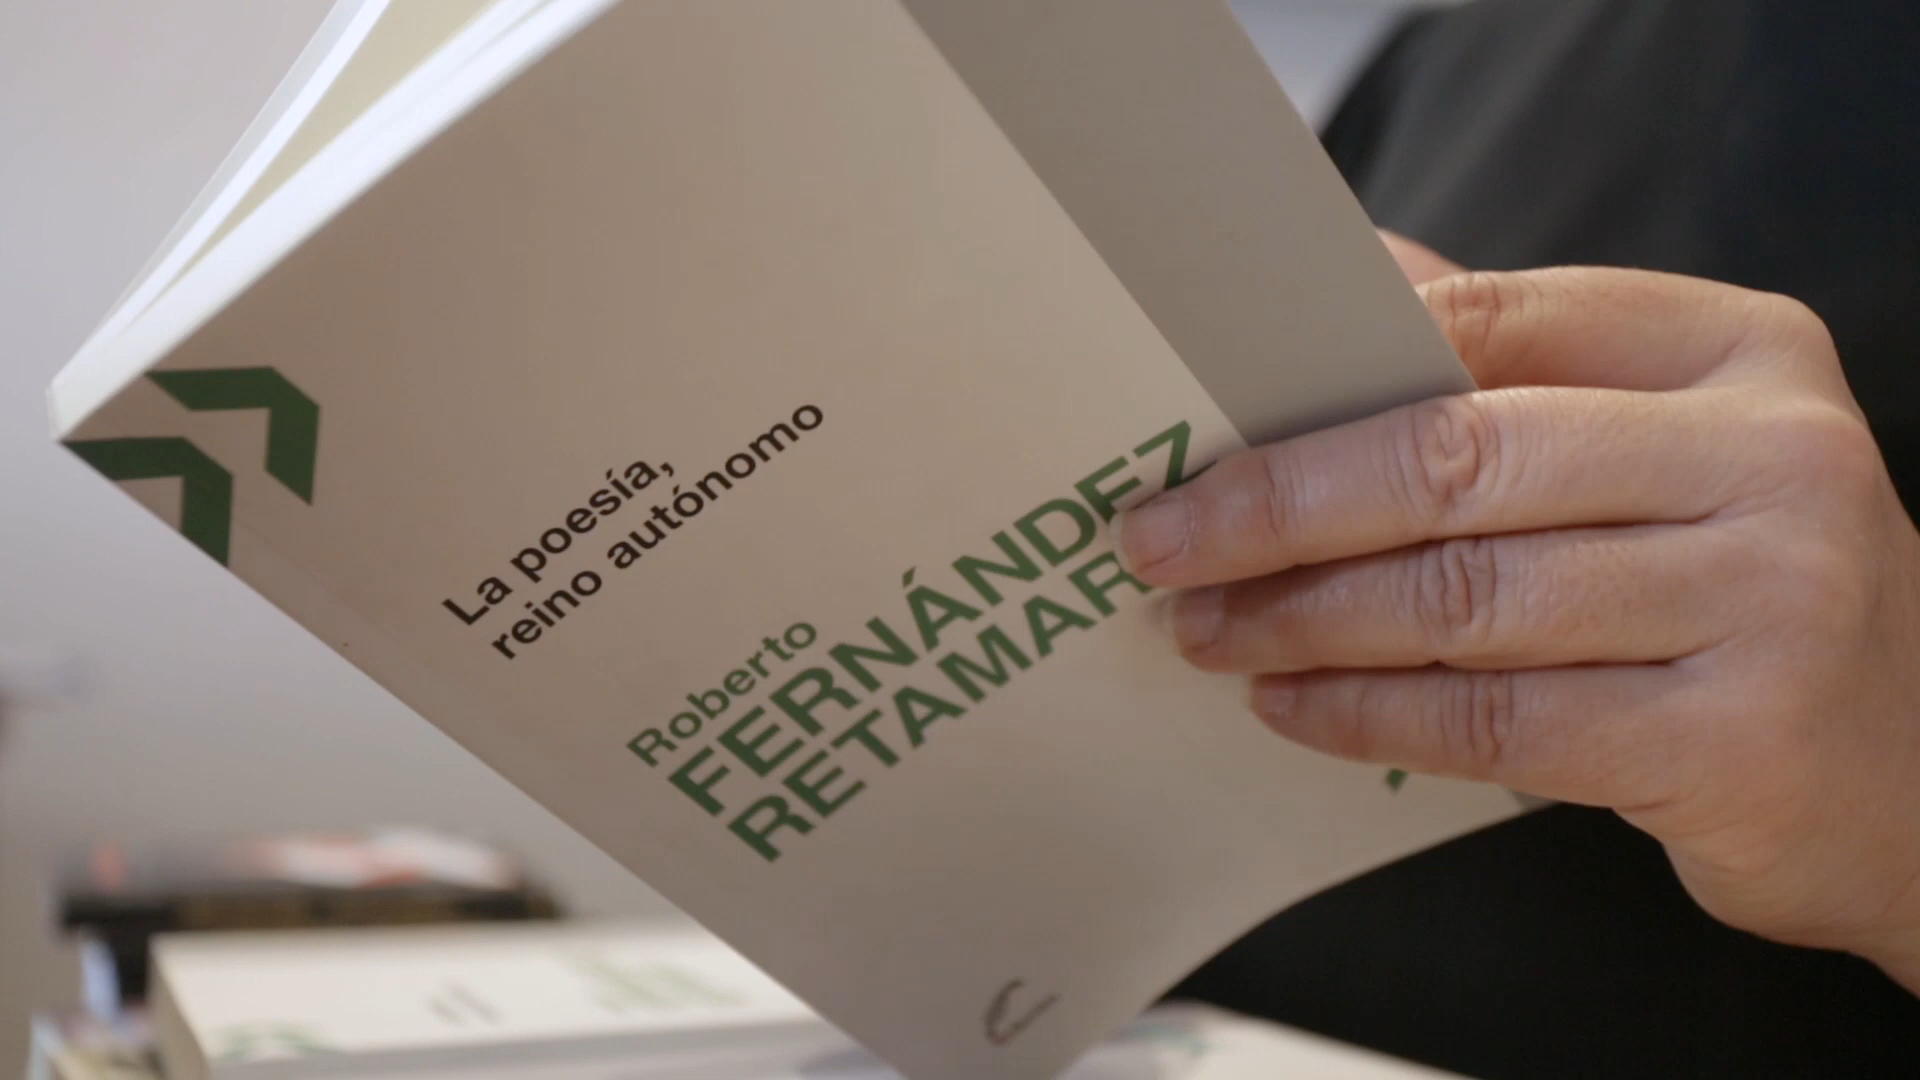 La poesía,
reino autónomo
Roberto
FERNÁNDEZ
RETAMAR